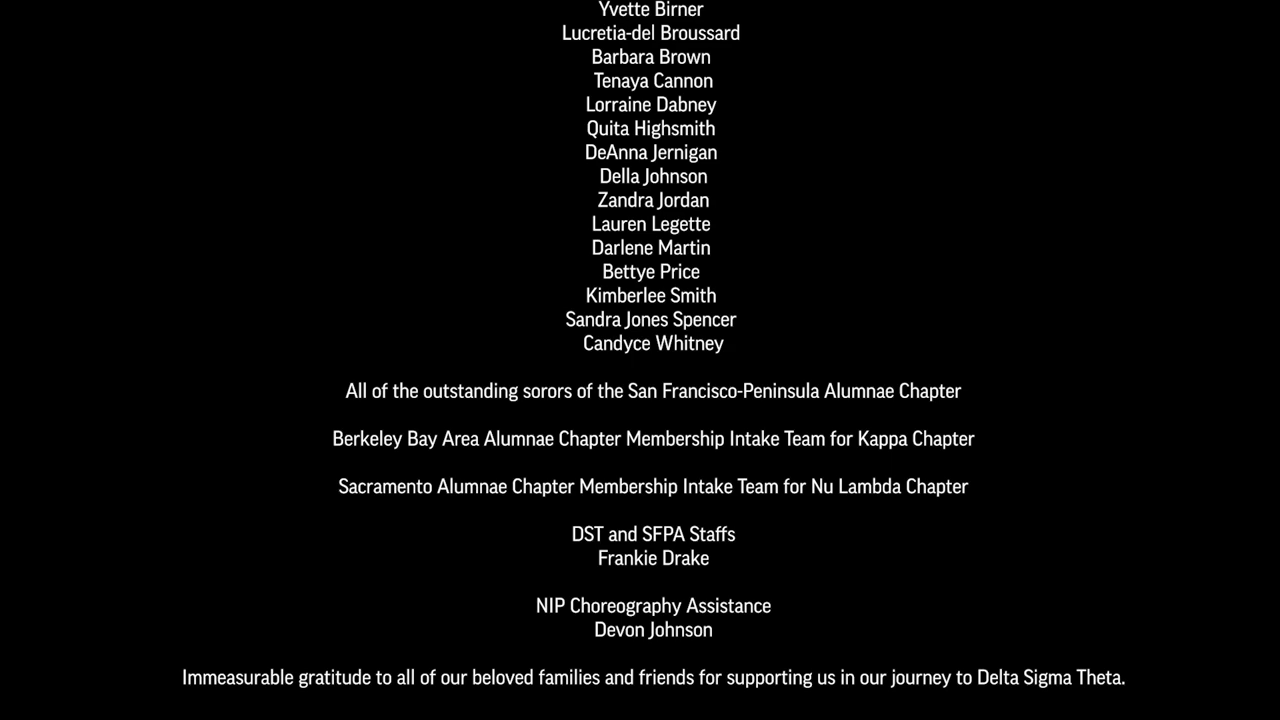 Yvette Birner
Lucretia-del Broussard
Barbara Brown
Tenaya Cannon
Lorraine Dabney
Quita Highsmith
DeAnna Jernigan
Della Johnson
Zandra Jordan
Lauren Legette
Darlene Martin
Bettye Price
Kimberlee Smith
Sandra Jones Spencer
Candyce Whitney
All of the outstanding sorors of the San Francisco-Peninsula Alumnae Chapter
Berkeley Bay Area Alumnae Chapter Membership Intake Team for Kappa Chapter
Sacramento Alumnae Chapter Membership Intake Team for Nu Lambda Chapter
DST and SFPA Staffs
Frankie Drake
NIP Choreography Assistance
Devon Johnson
Immeasurable gratitude to all of our beloved families and friends for supporting us in our journey to Delta Sigma Theta.